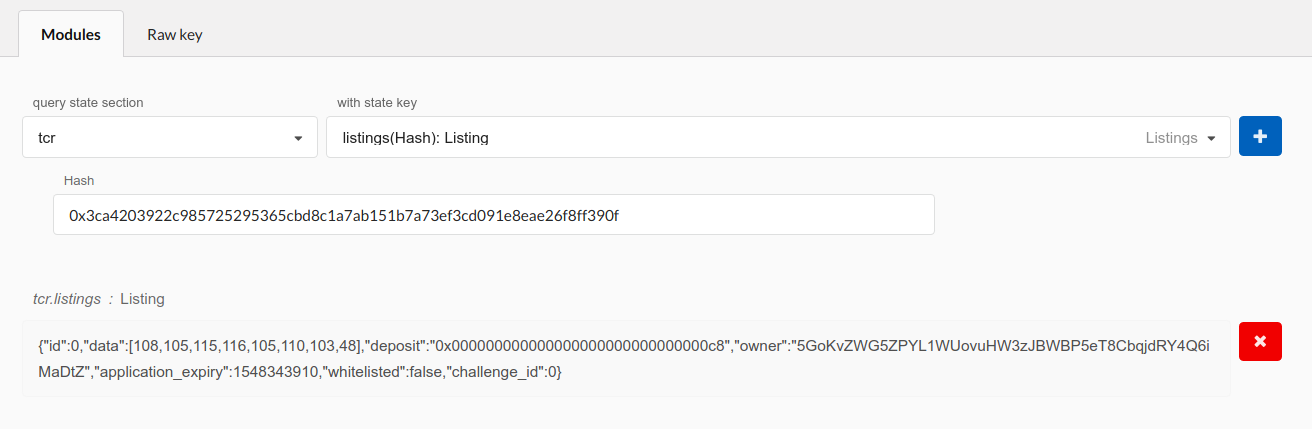 Modules Raw key
query state section with state key
tcr listings(Hash): Listing Listings
Hash
0x3ca4203922c985725295365cbd8c1a7ab151b7a73ef3cd091e8eae26f8ff390f
tcr.listings : Listing
{"id":0,"data":[108,105,115,116,105,110,103,48],"deposit":"0x000000000000000000000000000000c8","owner":"5GoKvZWG5ZPYL1WUovuHW3zJBWBP5eT8CbqjdRY4Q6i
MaDtZ","application_expiry":1548343910,"whitelisted":false,"challenge_id":0}